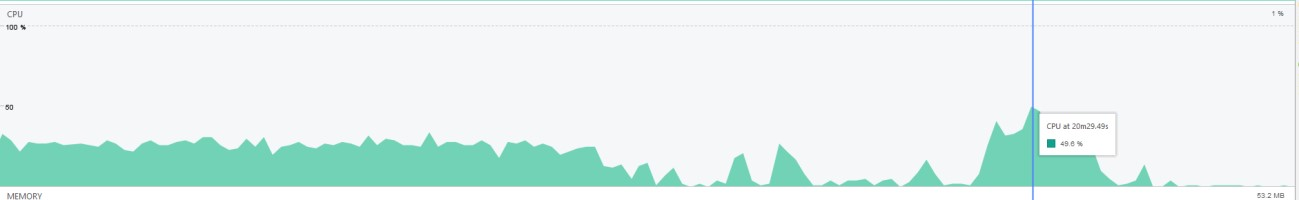 CPU
1 %
100 %
50
CPU at 20m29.49s
49.6 %
MEMORY
53.2 MB